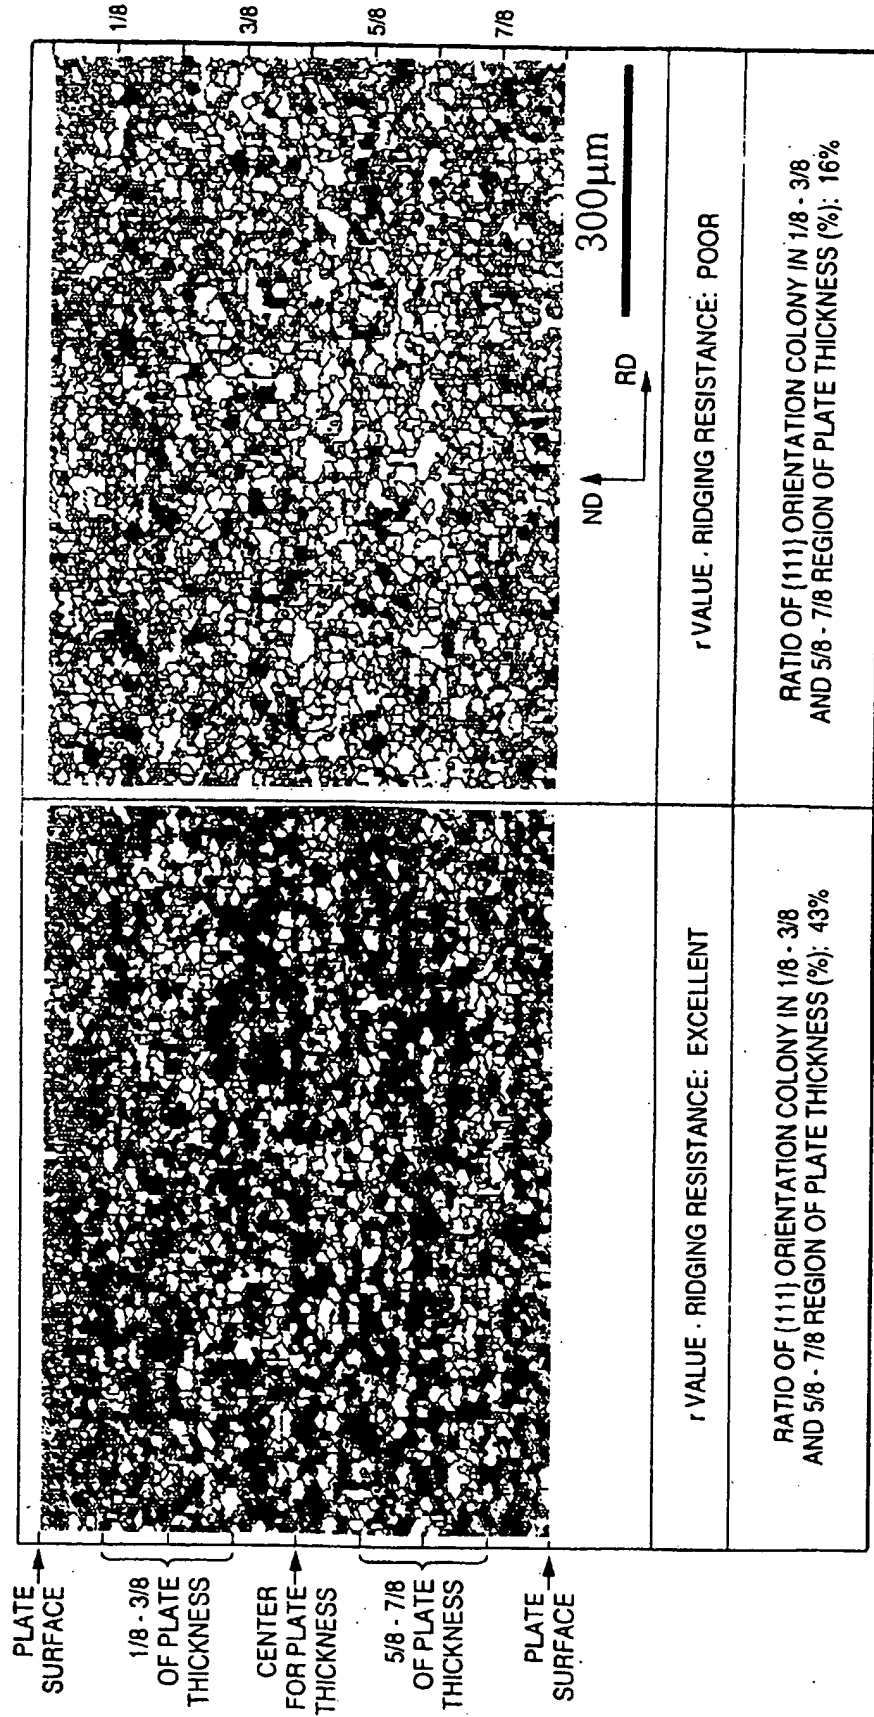 PLATE
SURFACE
1/8 - 3/8
OF PLATE
THICKNESS
CENTER
FOR PLATE
THICKNESS
5/8 - 7/8
OF PLATE
THICKNESS
PLATE
SURFACE
1/8
3/8
5/8
7/8
300μm
ND
RD
r VALUE · RIDGING RESISTANCE: EXCELLENT
r VALUE · RIDGING RESISTANCE: POOR
RATIO OF {111} ORIENTATION COLONY IN 1/8 - 3/8
AND 5/8 - 7/8 REGION OF PLATE THICKNESS (%): 43%
RATIO OF {111} ORIENTATION COLONY IN 1/8 - 3/8
AND 5/8 - 7/8 REGION OF PLATE THICKNESS (%): 16%